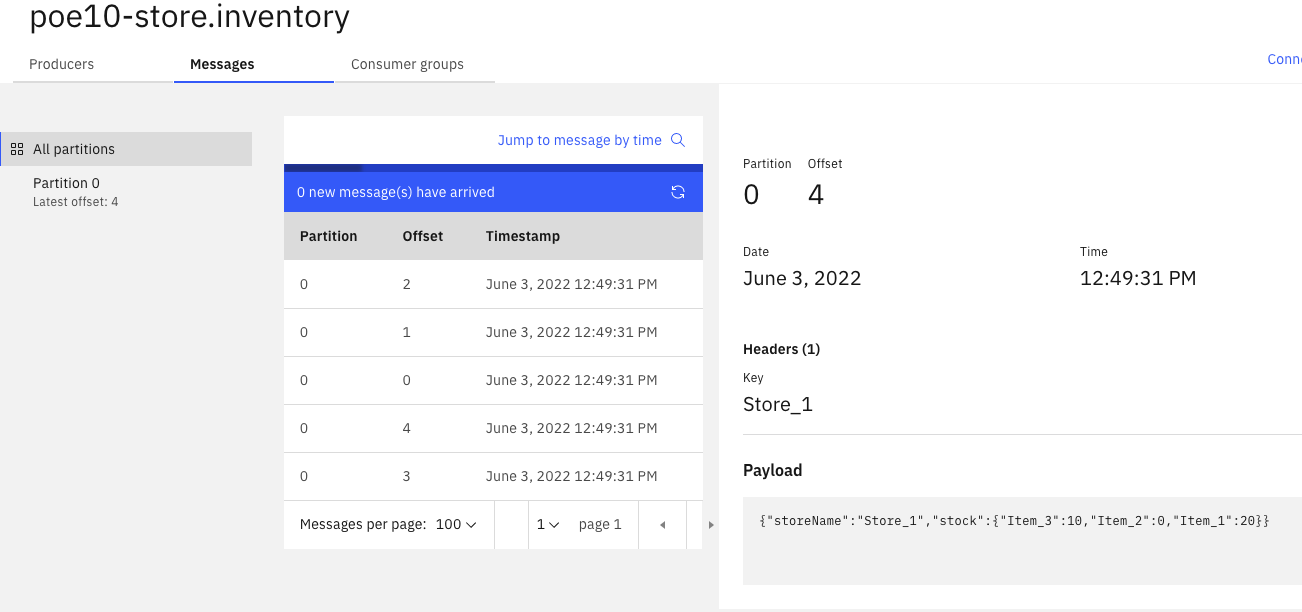 poe10-store.inventory
Producers Messages Consumer groups
All partitions
Partition 0
Latest offset: 4
Jump to message by time
0 new message(s) have arrived
Partition Offset Timestamp
0 2 June 3, 2022 12:49:31 PM
0 1 June 3, 2022 12:49:31 PM
0 0 June 3, 2022 12:49:31 PM
0 4 June 3, 2022 12:49:31 PM
0 3 June 3, 2022 12:49:31 PM
Messages per page: 100 1 page 1
Partition Offset
0 4
Date Time
June 3, 2022 12:49:31 PM
Headers (1)
Key
Store_1
Payload
{"storeName":"Store_1","stock":{"Item_3":10,"Item_2":0,"Item_1":20}}